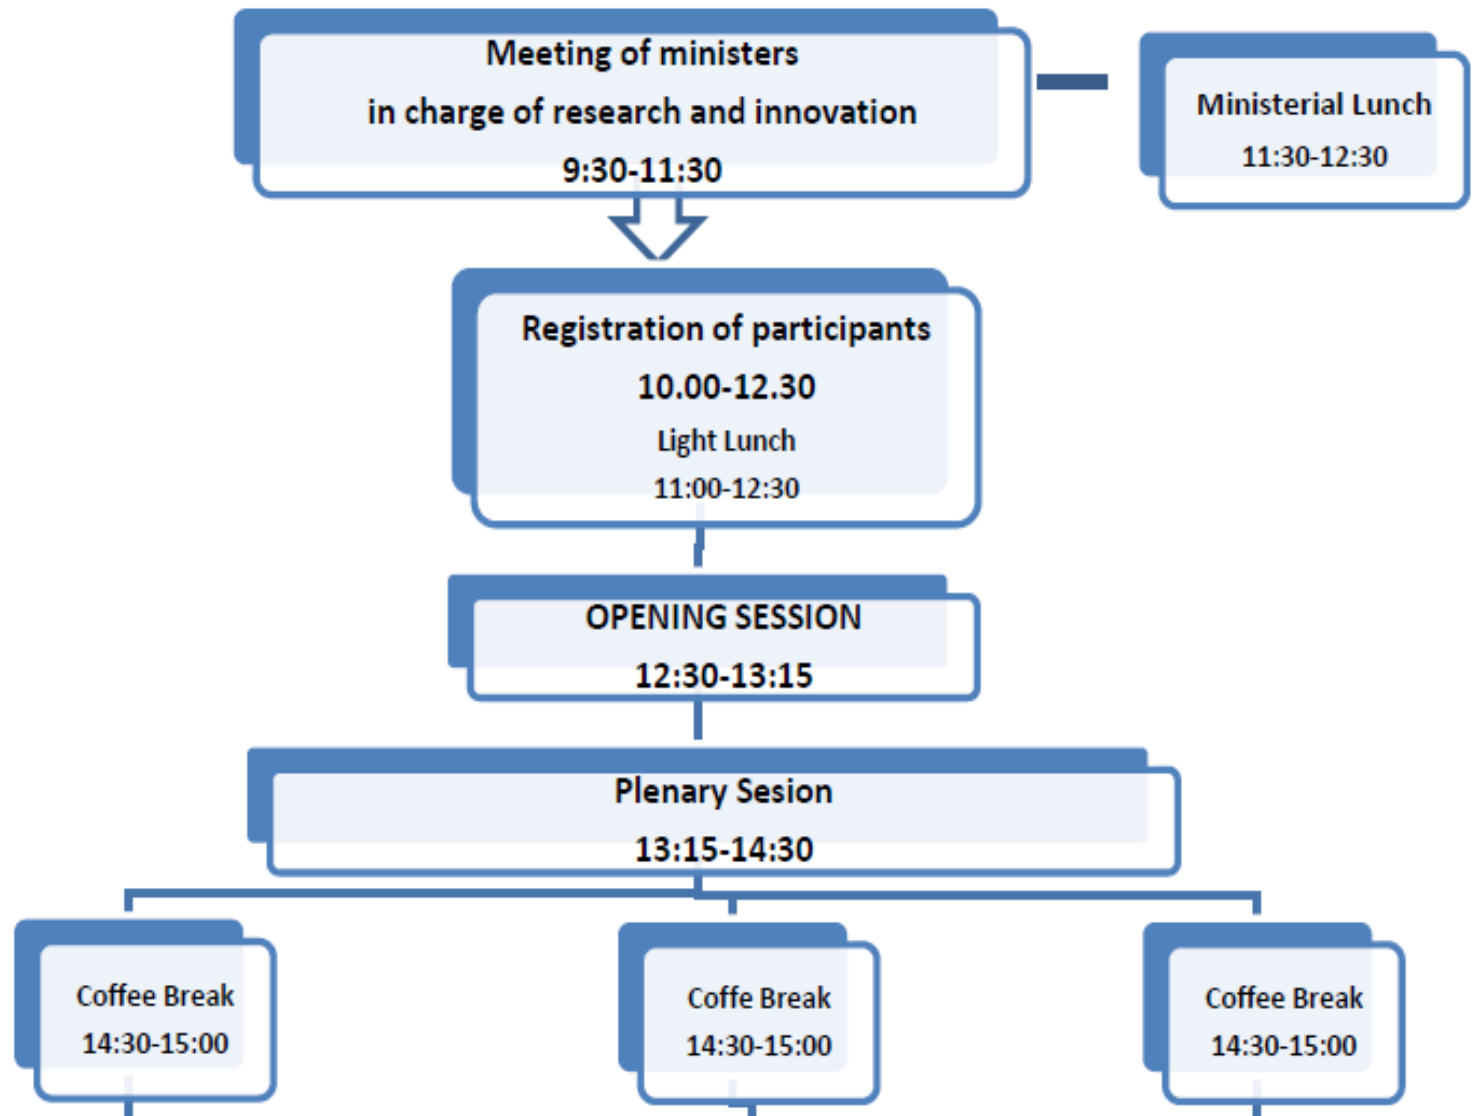 Meeting of ministers
in charge of research and innovation
9:30-11:30
Ministerial Lunch
11:30-12:30
Registration of participants
10.00-12.30
Light Lunch
11:00-12:30
OPENING SESSION
12:30-13:15
Plenary Sesion
13:15-14:30
Coffee Break
14:30-15:00
Coffe Break
14:30-15:00
Coffee Break
14:30-15:00